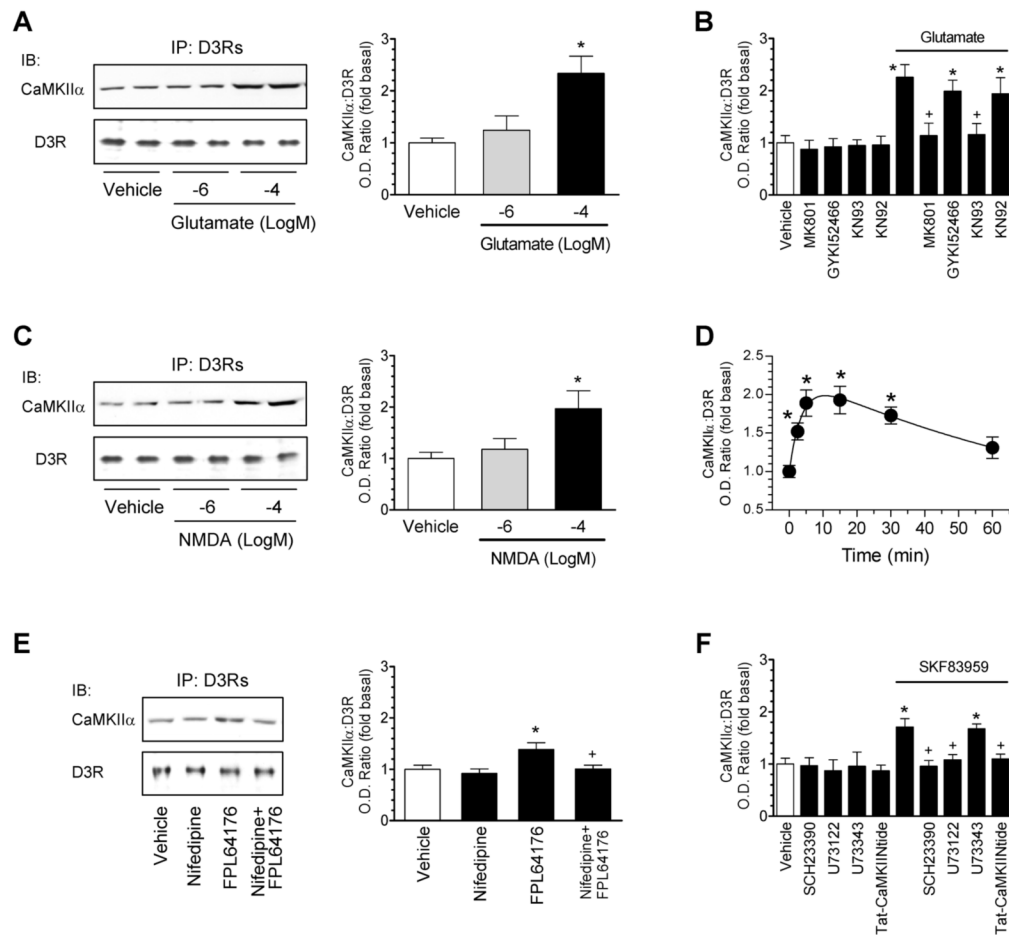 A
IP: D3Rs
IB:
CaMKIIα
D3R
Vehicle
-6
-4
Glutamate (LogM)
CaMKIIα:D3R
O.D. Ratio (fold basal)
3
2
1
0
*
Vehicle
-6
-4
Glutamate (LogM)
B
Glutamate
CaMKIIα:D3R
O.D. Ratio (fold basal)
3
2
1
0
*
+
*
+
*
Vehicle
MK801
GYKI52466
KN93
KN92
MK801
GYKI52466
KN93
KN92
C
IP: D3Rs
IB:
CaMKIIα
D3R
Vehicle
-6
-4
NMDA (LogM)
CaMKIIα:D3R
O.D. Ratio (fold basal)
3
2
1
0
*
Vehicle
-6
-4
NMDA (LogM)
D
CaMKIIα:D3R
O.D. Ratio (fold basal)
2.5
2.0
1.5
1.0
0.5
*
*
*
*
0 10 20 30 40 50 60
Time (min)
E
IP: D3Rs
IB:
CaMKIIα
D3R
Vehicle
Nifedipine
FPL64176
Nifedipine+
FPL64176
CaMKIIα:D3R
O.D. Ratio (fold basal)
3
2
1
0
*
+
Vehicle
Nifedipine
FPL64176
Nifedipine+
FPL64176
F
SKF83959
CaMKIIα:D3R
O.D. Ratio (fold basal)
3
2
1
0
*
+
+
*
+
Vehicle
SCH23390
U73122
U73343
Tat-CaMKIINtide
SCH23390
U73122
U73343
Tat-CaMKIINtide